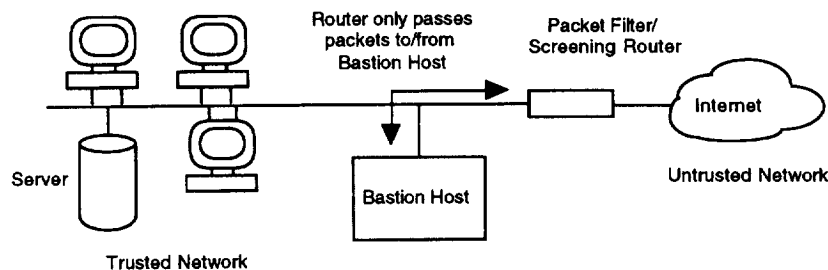 Router only passes
packets to/from
Bastion Host
Packet Filter/
Screening Router
Internet
Server
Bastion Host
Untrusted Network
Trusted Network